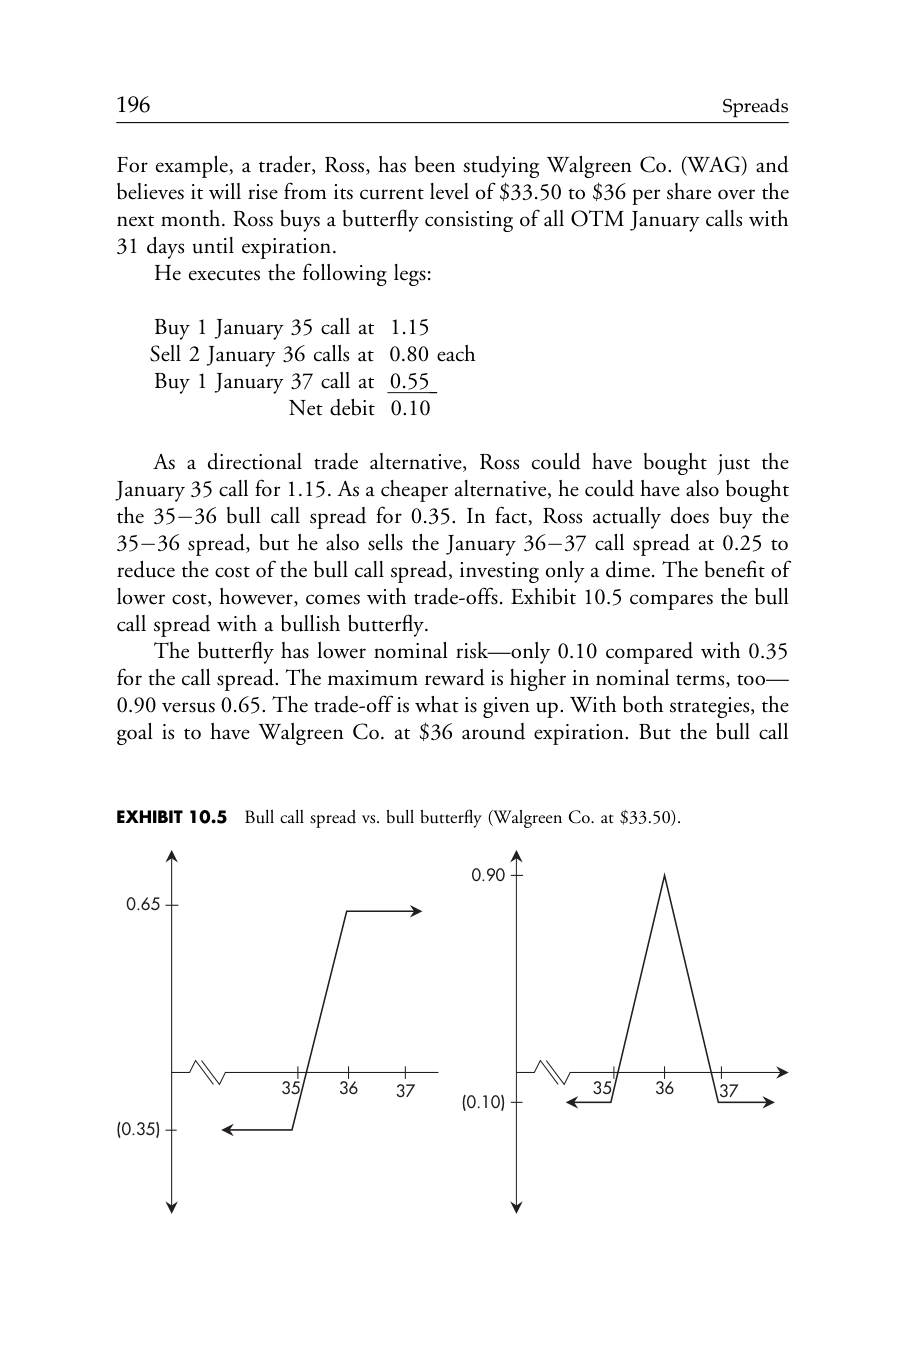 196 Spreads
For example, a trader, Ross, has been studying Walgreen Co. (WAG) and
believes it will rise from its current level of $33.50 to $36 per share over the
next month. Ross buys a butterfly consisting of all OTM January calls with
31 days until expiration.
He executes the following legs:
Buy 1 January 35 call at 1.15
Sell 2 January 36 calls at 0.80 each
Buy 1 January 37 call at 0.55
Net debit 0.10
As a directional trade alternative, Ross could have bought just the
January 35 call for 1.15. As a cheaper alternative, he could have also bought
the 35–36 bull call spread for 0.35. In fact, Ross actually does buy the
35–36 spread, but he also sells the January 36–37 call spread at 0.25 to
reduce the cost of the bull call spread, investing only a dime. The benefit of
lower cost, however, comes with trade-offs. Exhibit 10.5 compares the bull
call spread with a bullish butterfly.
The butterfly has lower nominal risk—only 0.10 compared with 0.35
for the call spread. The maximum reward is higher in nominal terms, too—
0.90 versus 0.65. The trade-off is what is given up. With both strategies, the
goal is to have Walgreen Co. at $36 around expiration. But the bull call
EXHIBIT 10.5 Bull call spread vs. bull butterfly (Walgreen Co. at $33.50).
0.65
35 36 37
(0.35)
0.90
35 36 37
(0.10)